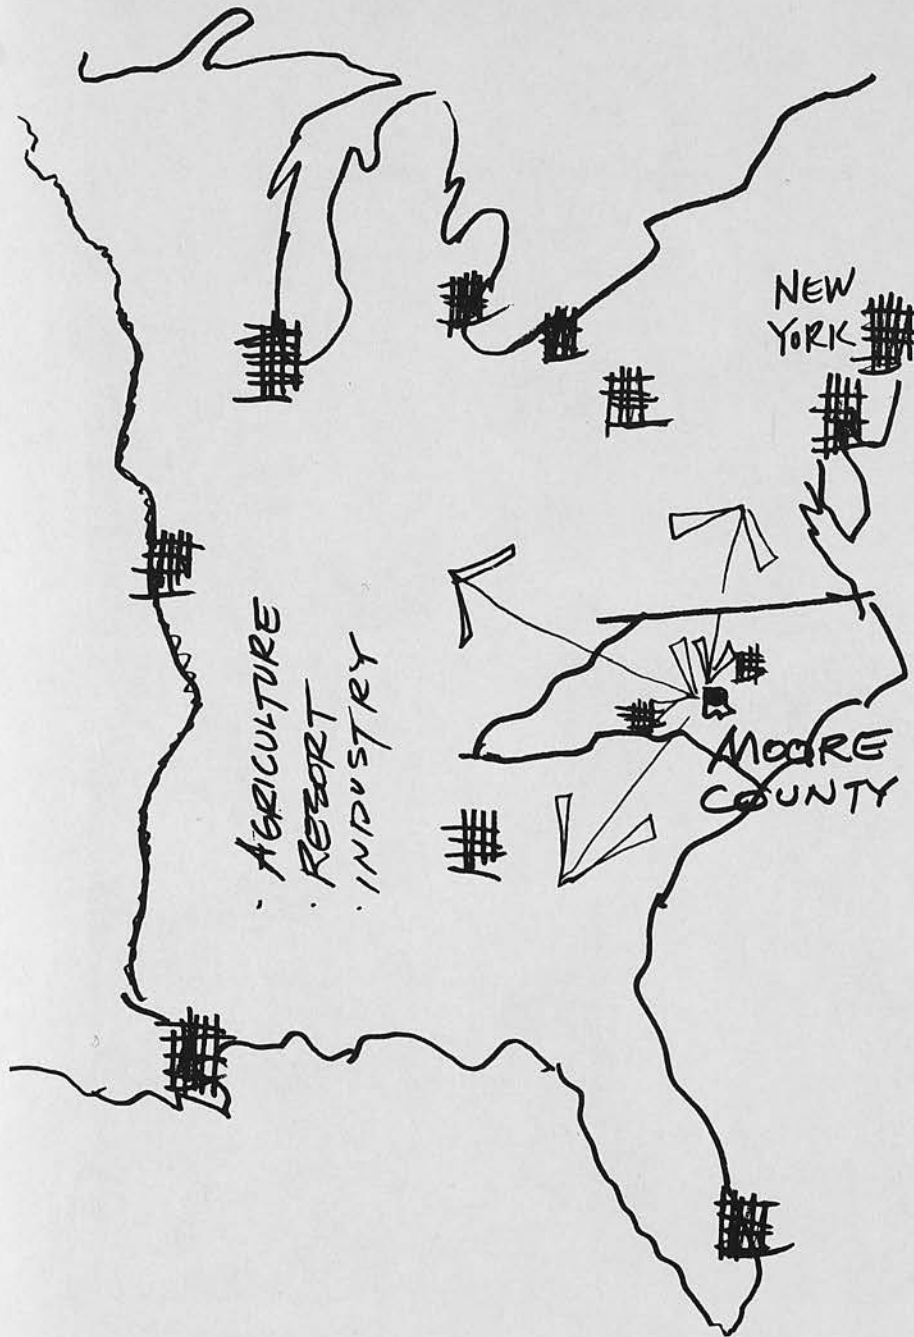 NEW
YORK
MOORE
COUNTY
· AGRICULTURE
· RESORT
· INDUSTRY